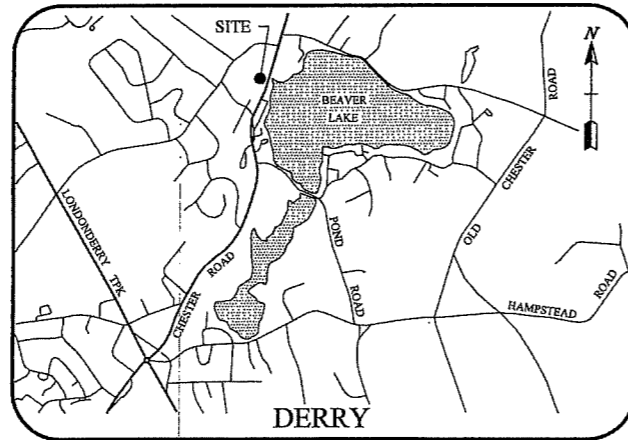 SITE
N
BEAVER
LAKE
ROAD
CHESTER
OLD
LONDONDERRY TPK
POND
ROAD
CHESTER ROAD
HAMPSTEAD ROAD
DERRY